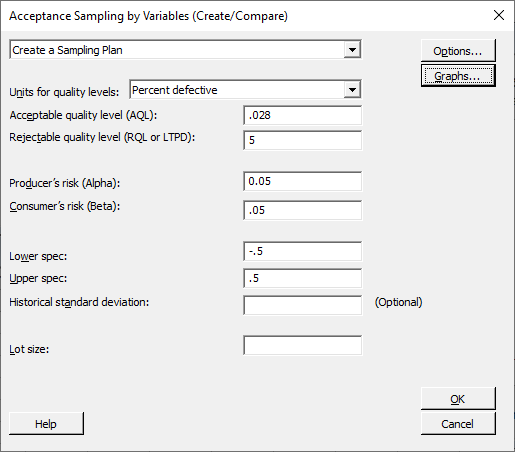 Acceptance Sampling by Variables (Create/Compare)
Create a Sampling Plan
Options...
Graphs...
Units for quality levels: Percent defective
Acceptable quality level (AQL): .028
Rejectable quality level (RQL or LTPD): 5
Producer's risk (Alpha): 0.05
Consumer's risk (Beta): .05
Lower spec: -.5
Upper spec: .5
Historical standard deviation: (Optional)
Lot size:
OK
Help Cancel